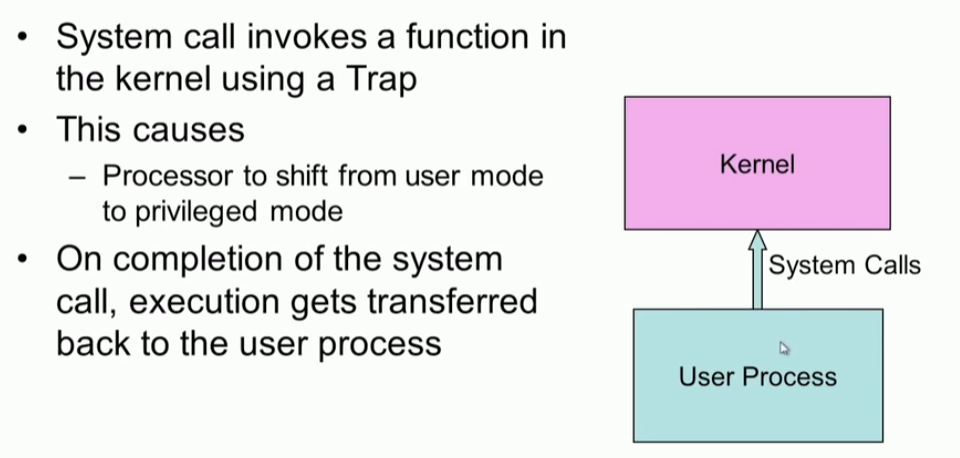 • System call invokes a function in
the kernel using a Trap
• This causes
– Processor to shift from user mode
to privileged mode
• On completion of the system
call, execution gets transferred
back to the user process
Kernel
System Calls
User Process